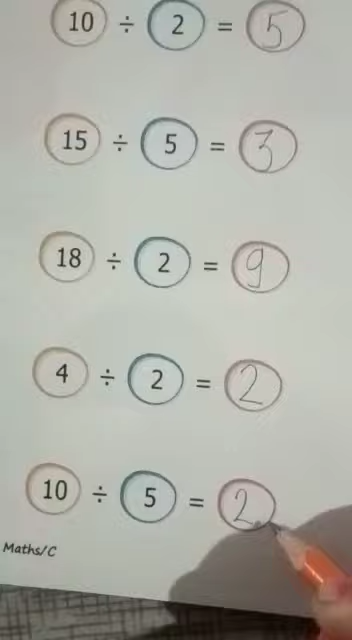 10 ÷ 2 = 5
15 ÷ 5 = 3
18 ÷ 2 = 9
4 ÷ 2 = 2
10 ÷ 5 = 2
Maths/C